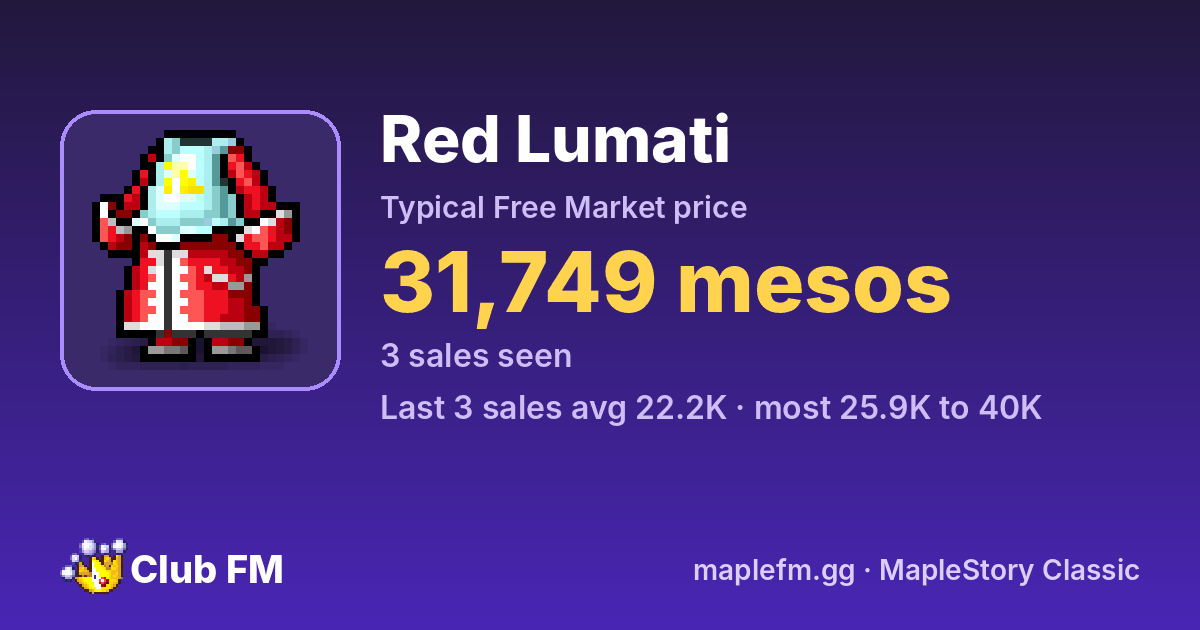 Red Lumati
Typical Free Market price
31,749 mesos
3 sales seen
Last 3 sales avg 22.2K · most 25.9K to 40K
Club FM
maplefm.gg · MapleStory Classic